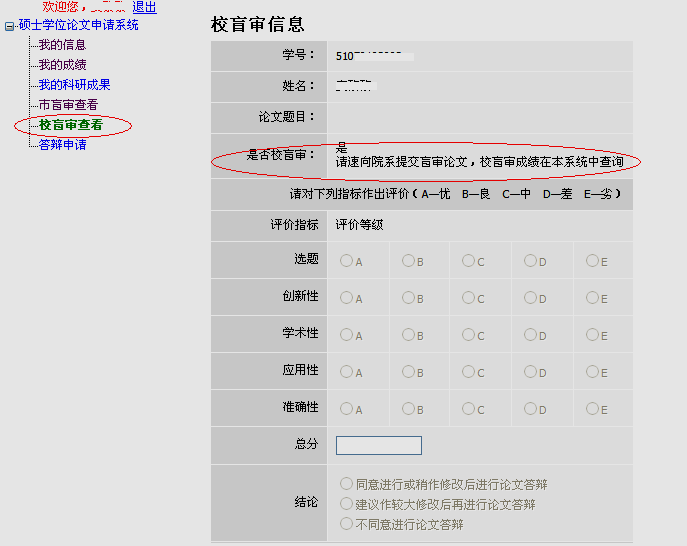 欢迎您， 退出
硕士学位论文申请系统
我的信息
我的成绩
我的科研成果
市盲审查看
校盲审查看
答辩申请
校盲审信息
学号： 510
姓名：
论文题目：
是否校盲审： 是
请速向院系提交盲审论文，校盲审成绩在本系统中查询
请对下列指标作出评价（A—优 B—良 C—中 D—差 E—劣）
评价指标 评价等级
选题 A B C D E
创新性 A B C D E
学术性 A B C D E
应用性 A B C D E
准确性 A B C D E
总分
结论
同意进行或稍作修改后进行论文答辩
建议作较大修改后再进行论文答辩
不同意进行论文答辩